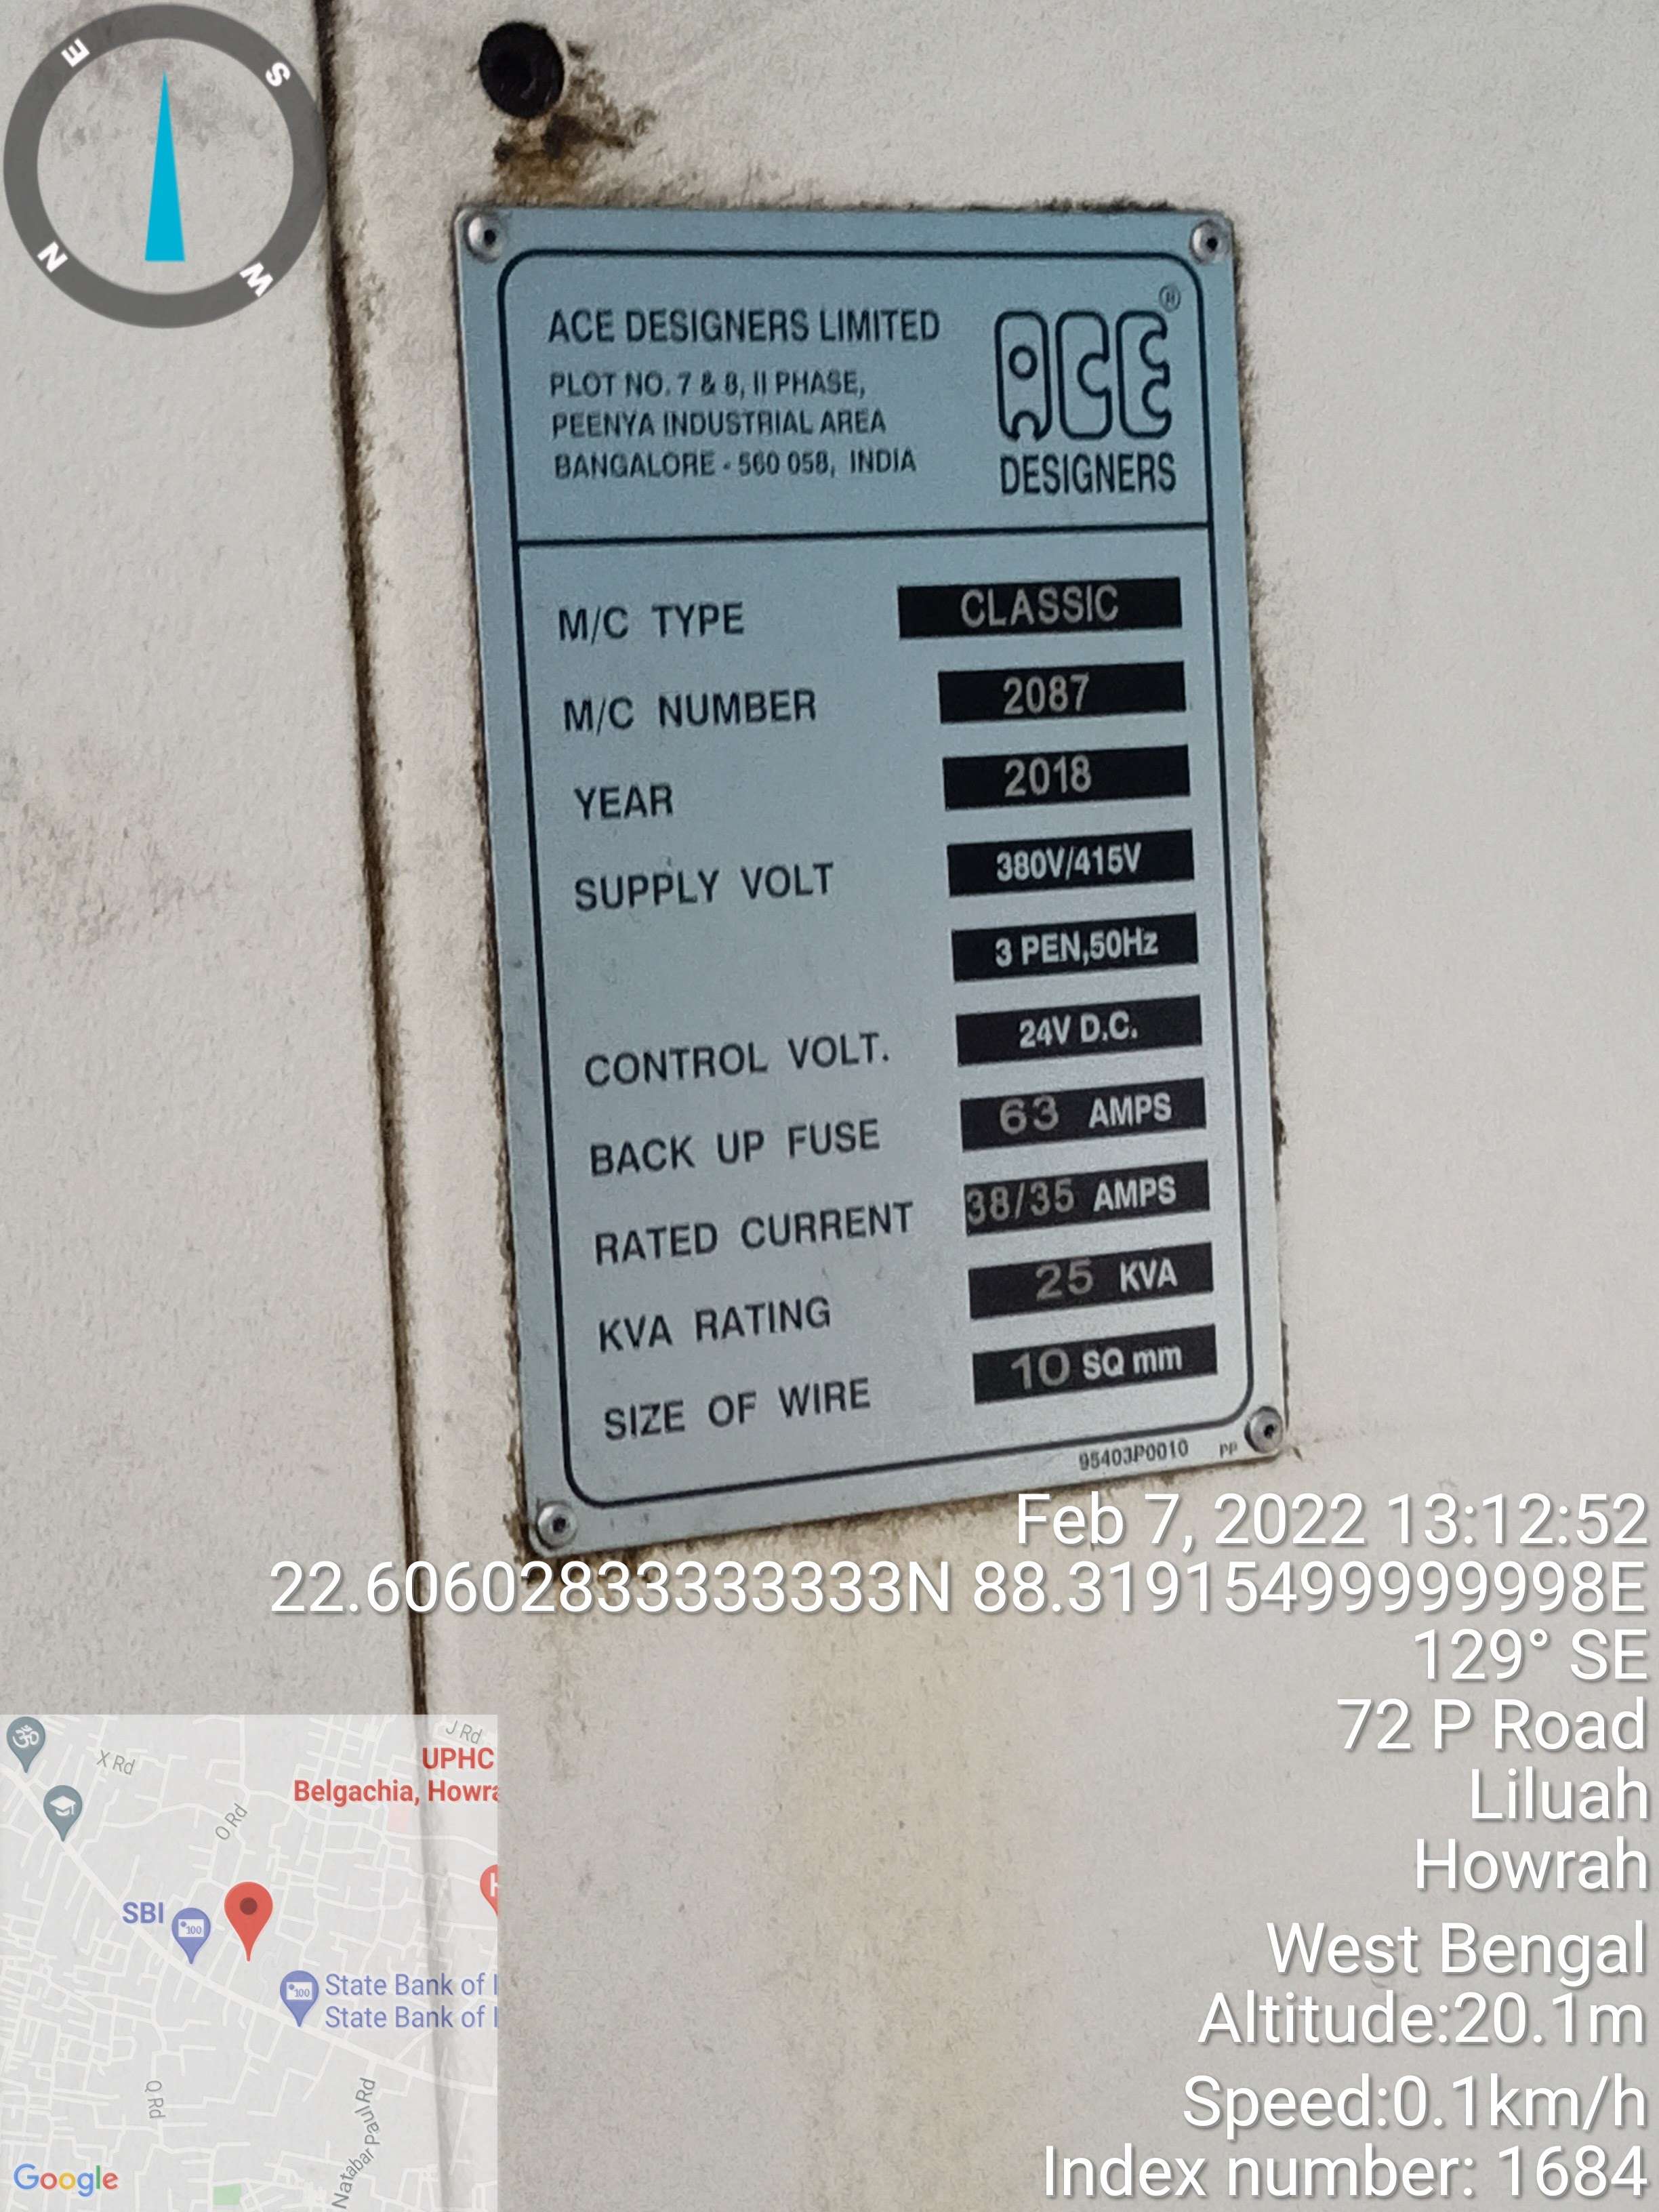 E
S
N
W
ACE DESIGNERS LIMITED
PLOT NO. 7 & 8, II PHASE,
PEENYA INDUSTRIAL AREA
BANGALORE - 560 058, INDIA
ACE ®
DESIGNERS
M/C TYPE CLASSIC
M/C NUMBER 2087
YEAR 2018
SUPPLY VOLT 380V/415V
3 PEN,50Hz
CONTROL VOLT. 24V D.C.
BACK UP FUSE 63 AMPS
RATED CURRENT 38/35 AMPS
KVA RATING 25 KVA
SIZE OF WIRE 10 SQ mm
95403P0010 PP
Feb 7, 2022 13:12:52
22.60602833333333N 88.31915499999998E
129° SE
72 P Road
Liluah
Howrah
West Bengal
Altitude:20.1m
Speed:0.1km/h
Index number: 1684
J Rd
X Rd
UPHC
Belgachia, Howra
O Rd
SBI
State Bank of I
State Bank of I
Q Rd
Natabar Paul Rd
Google